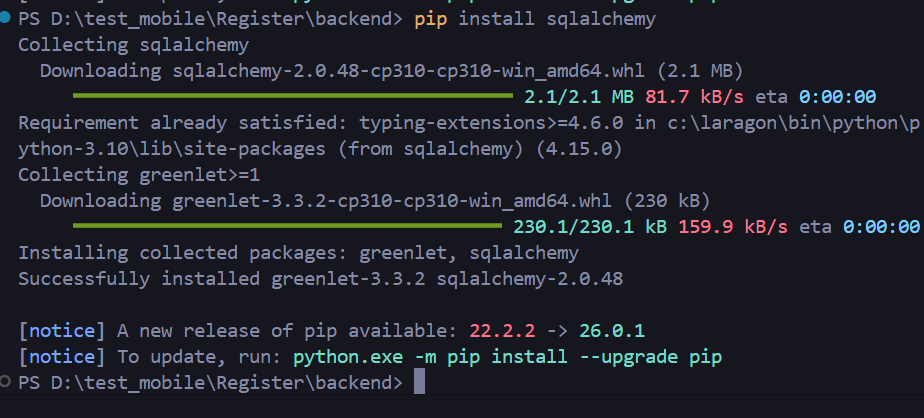 PS D:\test_mobile\Register\backend> pip install sqlalchemy
Collecting sqlalchemy
  Downloading sqlalchemy-2.0.48-cp310-cp310-win_amd64.whl (2.1 MB)
2.1/2.1 MB 81.7 kB/s eta 0:00:00
Requirement already satisfied: typing-extensions>=4.6.0 in c:\laragon\bin\python\p
ython-3.10\lib\site-packages (from sqlalchemy) (4.15.0)
Collecting greenlet>=1
  Downloading greenlet-3.3.2-cp310-cp310-win_amd64.whl (230 kB)
230.1/230.1 kB 159.9 kB/s eta 0:00:00
Installing collected packages: greenlet, sqlalchemy
Successfully installed greenlet-3.3.2 sqlalchemy-2.0.48
[notice] A new release of pip available: 22.2.2 -> 26.0.1
[notice] To update, run: python.exe -m pip install --upgrade pip
PS D:\test_mobile\Register\backend>